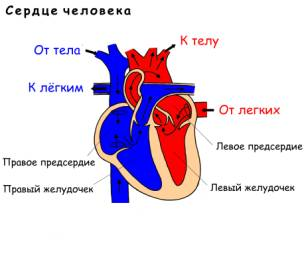 Сердце человека
К телу
От тела
К лёгким
От легких
Левое предсердие
Правое предсердие
Левый желудочек
Правый желудочек